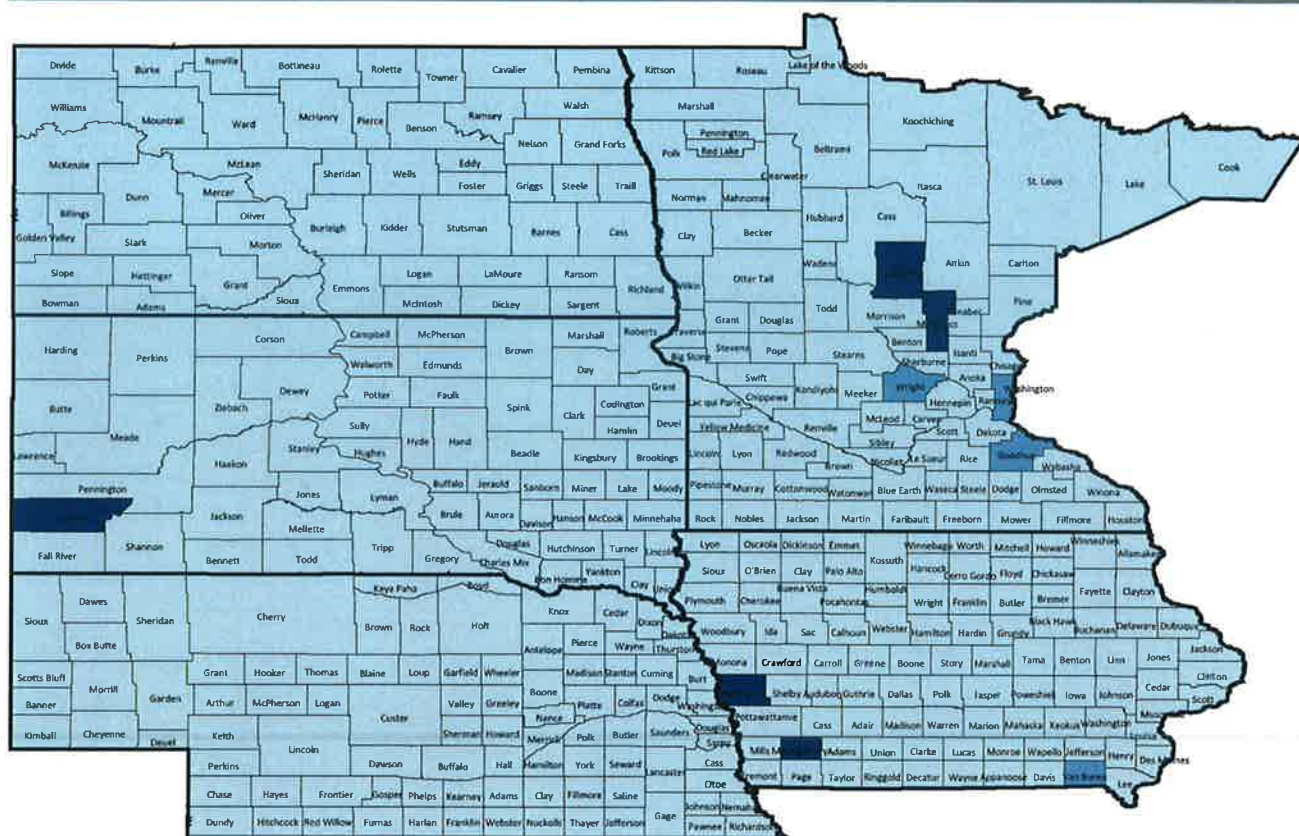 Divide Burke Renville Bottineau Rolette Towner Cavalier Pembina Kittson Roseau Lake of the Woods
Williams Mountrail Ward McHenry Pierce Benson Ramsey Walsh Marshall Koochiching
McKenzie McLean Sheridan Wells Eddy Foster Nelson Grand Forks Polk Pennington Red Lake Beltrami Clearwater Itasca St. Louis Lake Cook
Dunn Mercer Oliver Griggs Steele Traill Norman Mahnomen Hubbard Cass
Golden Valley Billings Stark Morton Burleigh Kidder Stutsman Barnes Cass Clay Becker Wadena Aitkin Carlton
Slope Hettinger Grant Sioux Emmons Logan LaMoure Ransom Richland Wilkin Otter Tail Todd Morrison Pine
Bowman Adams McIntosh Dickey Sargent Grant Douglas Benton
Harding Perkins Corson Campbell McPherson Brown Marshall Roberts Traverse Stevens Pope Stearns Sherburne Isanti Chisago
Walworth Edmunds Day Big Stone Swift Kandiyohi Meeker Wright Anoka Washington
Butte Meade Ziebach Dewey Potter Faulk Spink Clark Codington Grant Lac qui Parle Chippewa Hennepin Ramsey
Sully Hyde Hand Hamlin Deuel Yellow Medicine Renville McLeod Carver Scott Dakota
Lawrence Haakon Stanley Hughes Beadle Kingsbury Brookings Lincoln Lyon Redwood Brown Nicollet Sibley Le Sueur Rice Goodhue Wabasha
Pennington Jones Lyman Buffalo Jerauld Sanborn Miner Lake Moody Pipestone Murray Cottonwood Watonwan Blue Earth Waseca Steele Dodge Olmsted Winona
Jackson Mellette Brule Aurora Davison Hanson McCook Minnehaha Rock Nobles Jackson Martin Faribault Freeborn Mower Fillmore Houston
Fall River Shannon Bennett Todd Tripp Gregory Douglas Charles Mix Hutchinson Turner Lincoln Bon Homme Yankton Clay Union
Lyon Osceola Dickinson Emmet Kossuth Winnebago Worth Mitchell Howard Winneshiek Allamakee
Sioux O'Brien Clay Palo Alto Hancock Cerro Gordo Floyd Chickasaw
Plymouth Cherokee Buena Vista Pocahontas Humboldt Wright Franklin Butler Bremer Fayette Clayton
Sioux Dawes Sheridan Cherry Keya Paha Boyd Brown Rock Holt Knox Cedar Dixon Dakota Woodbury Ida Sac Calhoun Webster Hamilton Hardin Grundy Black Hawk Buchanan Delaware Dubuque
Box Butte Antelope Pierce Wayne Thurston Monona Crawford Carroll Greene Boone Story Marshall Tama Benton Linn Jones Jackson
Scotts Bluff Morrill Garden Grant Hooker Thomas Blaine Loup Garfield Wheeler Madison Stanton Cuming Burt Shelby Audubon Guthrie Dallas Polk Jasper Poweshiek Iowa Johnson Cedar Clinton Scott
Banner Arthur McPherson Logan Custer Valley Greeley Boone Nance Platte Colfax Dodge Washington
Kimball Cheyenne Deuel Keith Lincoln Sherman Howard Merrick Polk Butler Saunders Douglas Sarpy Pottawattamie Cass Adair Madison Warren Marion Mahaska Keokuk Washington
Perkins Dawson Buffalo Hall Hamilton York Seward Lancaster Cass Otoe Mills Adams Union Clarke Lucas Monroe Wapello Jefferson Henry Des Moines
Chase Hayes Frontier Gosper Phelps Kearney Adams Clay Fillmore Saline Fremont Page Taylor Ringgold Decatur Wayne Appanoose Davis Van Buren Lee
Dundy Hitchcock Red Willow Furnas Harlan Franklin Webster Nuckolls Thayer Jefferson Gage Johnson Nemaha Pawnee Richardson